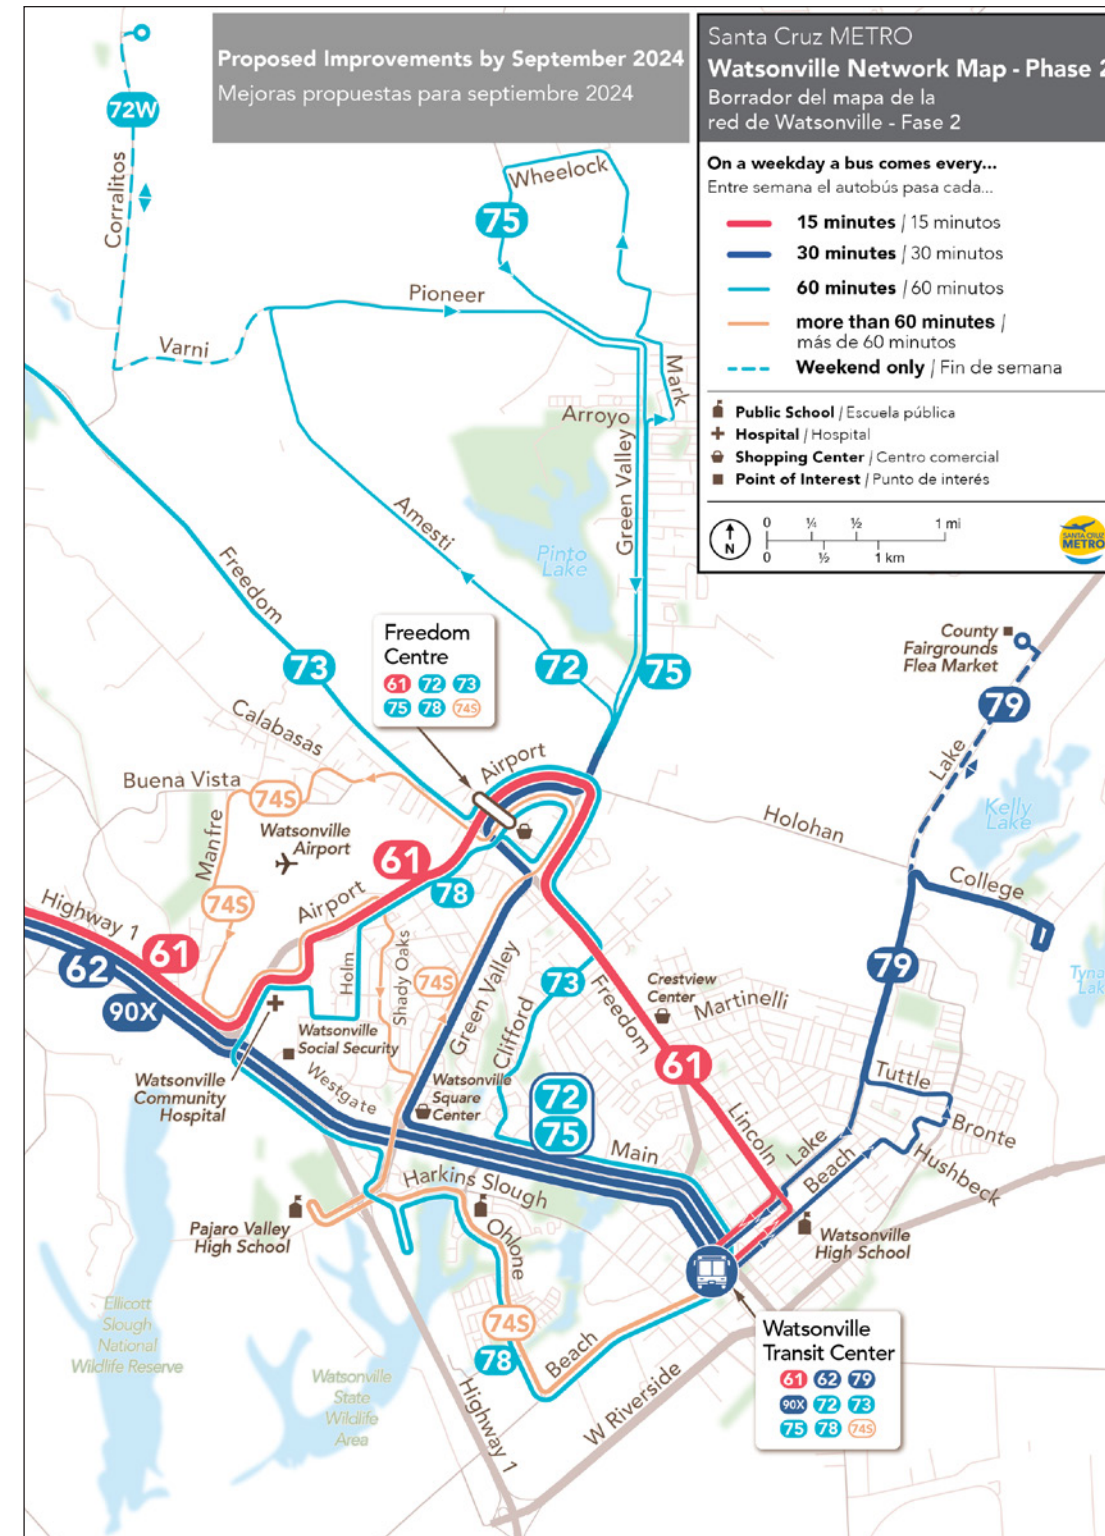 Proposed Improvements by September 2024
Mejoras propuestas para septiembre 2024
Santa Cruz METRO
Watsonville Network Map - Phase 2
Borrador del mapa de la
red de Watsonville - Fase 2
On a weekday a bus comes every...
Entre semana el autobús pasa cada...
15 minutes / 15 minutos
30 minutes / 30 minutos
60 minutes / 60 minutos
more than 60 minutes /
más de 60 minutos
Weekend only / Fin de semana
Public School / Escuela pública
Hospital / Hospital
Shopping Center / Centro comercial
Point of Interest / Punto de interés
N
0 ¼ ½ 1 mi
0 ½ 1 km
SANTA CRUZ
METRO
72W
Corralitos
Wheelock
75
Pioneer
Varni
Mark
Arroyo
Green Valley
Amesti
Pinto
Lake
Freedom
73
Freedom
Centre
61 72 73
75 78 74S
72
75
County
Fairgrounds
Flea Market
79
Lake
Kelly
Lake
Calabasas
Airport
Buena Vista
74S
Manfre
Watsonville
Airport
61
78
Holohan
College
74S
Airport
Highway 1
61
62
90X
Holm
Shady Oaks
74S
Green Valley
73
Clifford
Freedom
Crestview
Center
Martinelli
79
Tyna
Lak
Watsonville
Social Security
Westgate
Watsonville
Community
Hospital
Watsonville
Square
Center
72
75
61
Tuttle
Bronte
Hushbeck
Main
Lincoln
Lake
Beach
Harkins Slough
Pajaro Valley
High School
Ohlone
Watsonville
High School
Ellicott
Slough
National
Wildlife Reserve
74S
78
Beach
Watsonville
State
Wildlife
Area
Highway 1
W Riverside
Watsonville
Transit Center
61 62 79
90X 72 73
75 78 74S